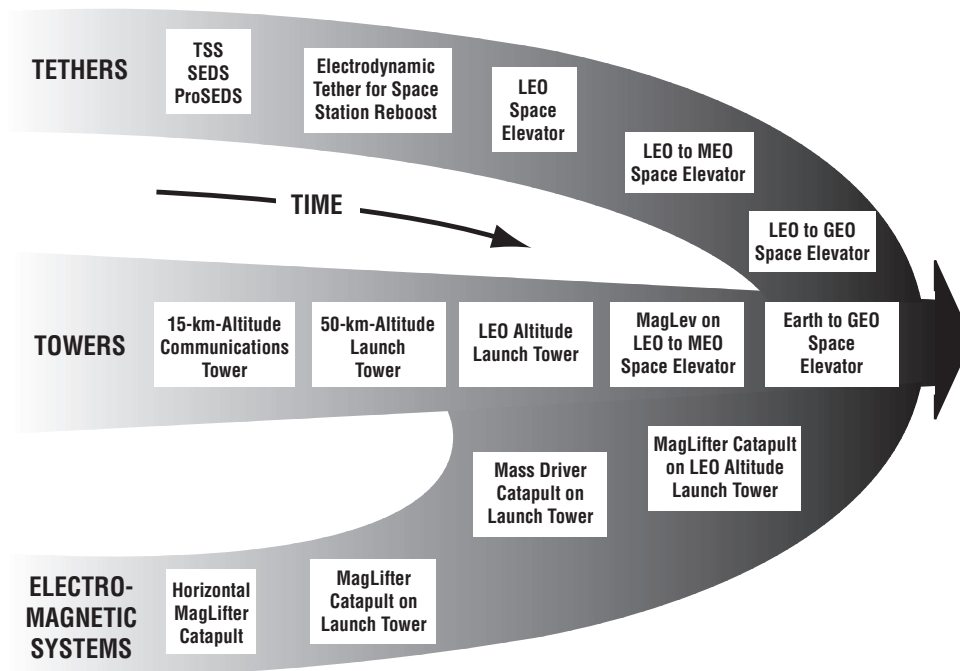 TETHERS
TSS
SEDS
ProSEDS
Electrodynamic
Tether for Space
Station Reboost
LEO
Space
Elevator
LEO to MEO
Space Elevator
LEO to GEO
Space Elevator
TIME
TOWERS
15-km-Altitude
Communications
Tower
50-km-Altitude
Launch
Tower
LEO Altitude
Launch Tower
MagLev on
LEO to MEO
Space Elevator
Earth to GEO
Space
Elevator
ELECTRO-
MAGNETIC
SYSTEMS
Horizontal
MagLifter
Catapult
MagLifter
Catapult on
Launch Tower
Mass Driver
Catapult on
Launch Tower
MagLifter Catapult
on LEO Altitude
Launch Tower